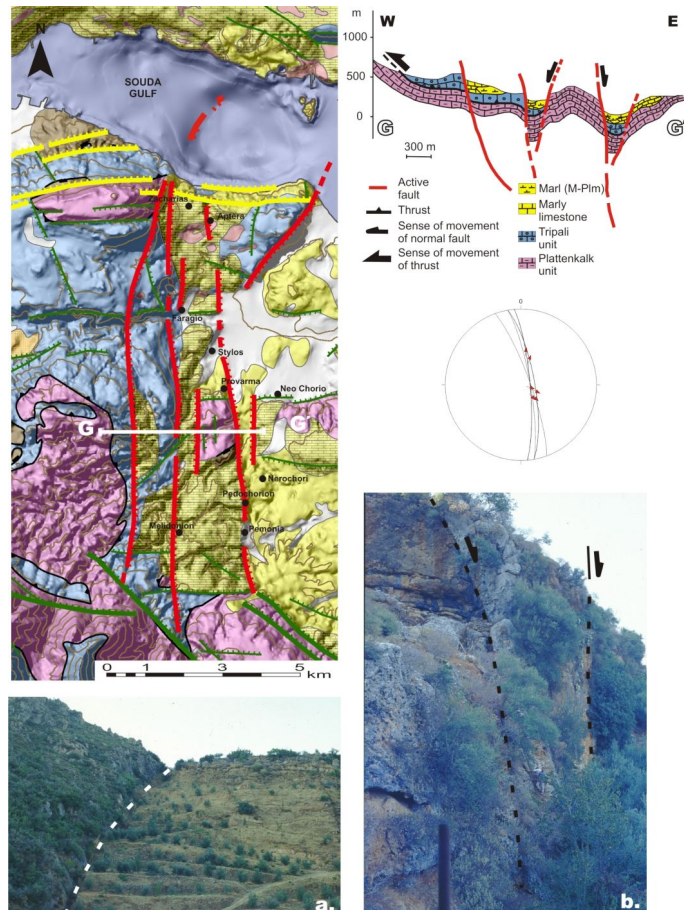 N
SOUDA
GULF
Zacharias
Aptera
Paragio
Stylos
Provarma
Neo Chorio
G
G'
Narochori
Pedochorion
Melidonion
Pemonia
0 1 3 5
km
m
W
E
1000
500
0
G
G'
300 m
Active
fault
Thrust
Sense of movement
of normal fault
Sense of movement
of thrust
Marl (M-Plm)
Marly
limestone
Tripali
unit
Plattenkalk
unit
0
a.
b.